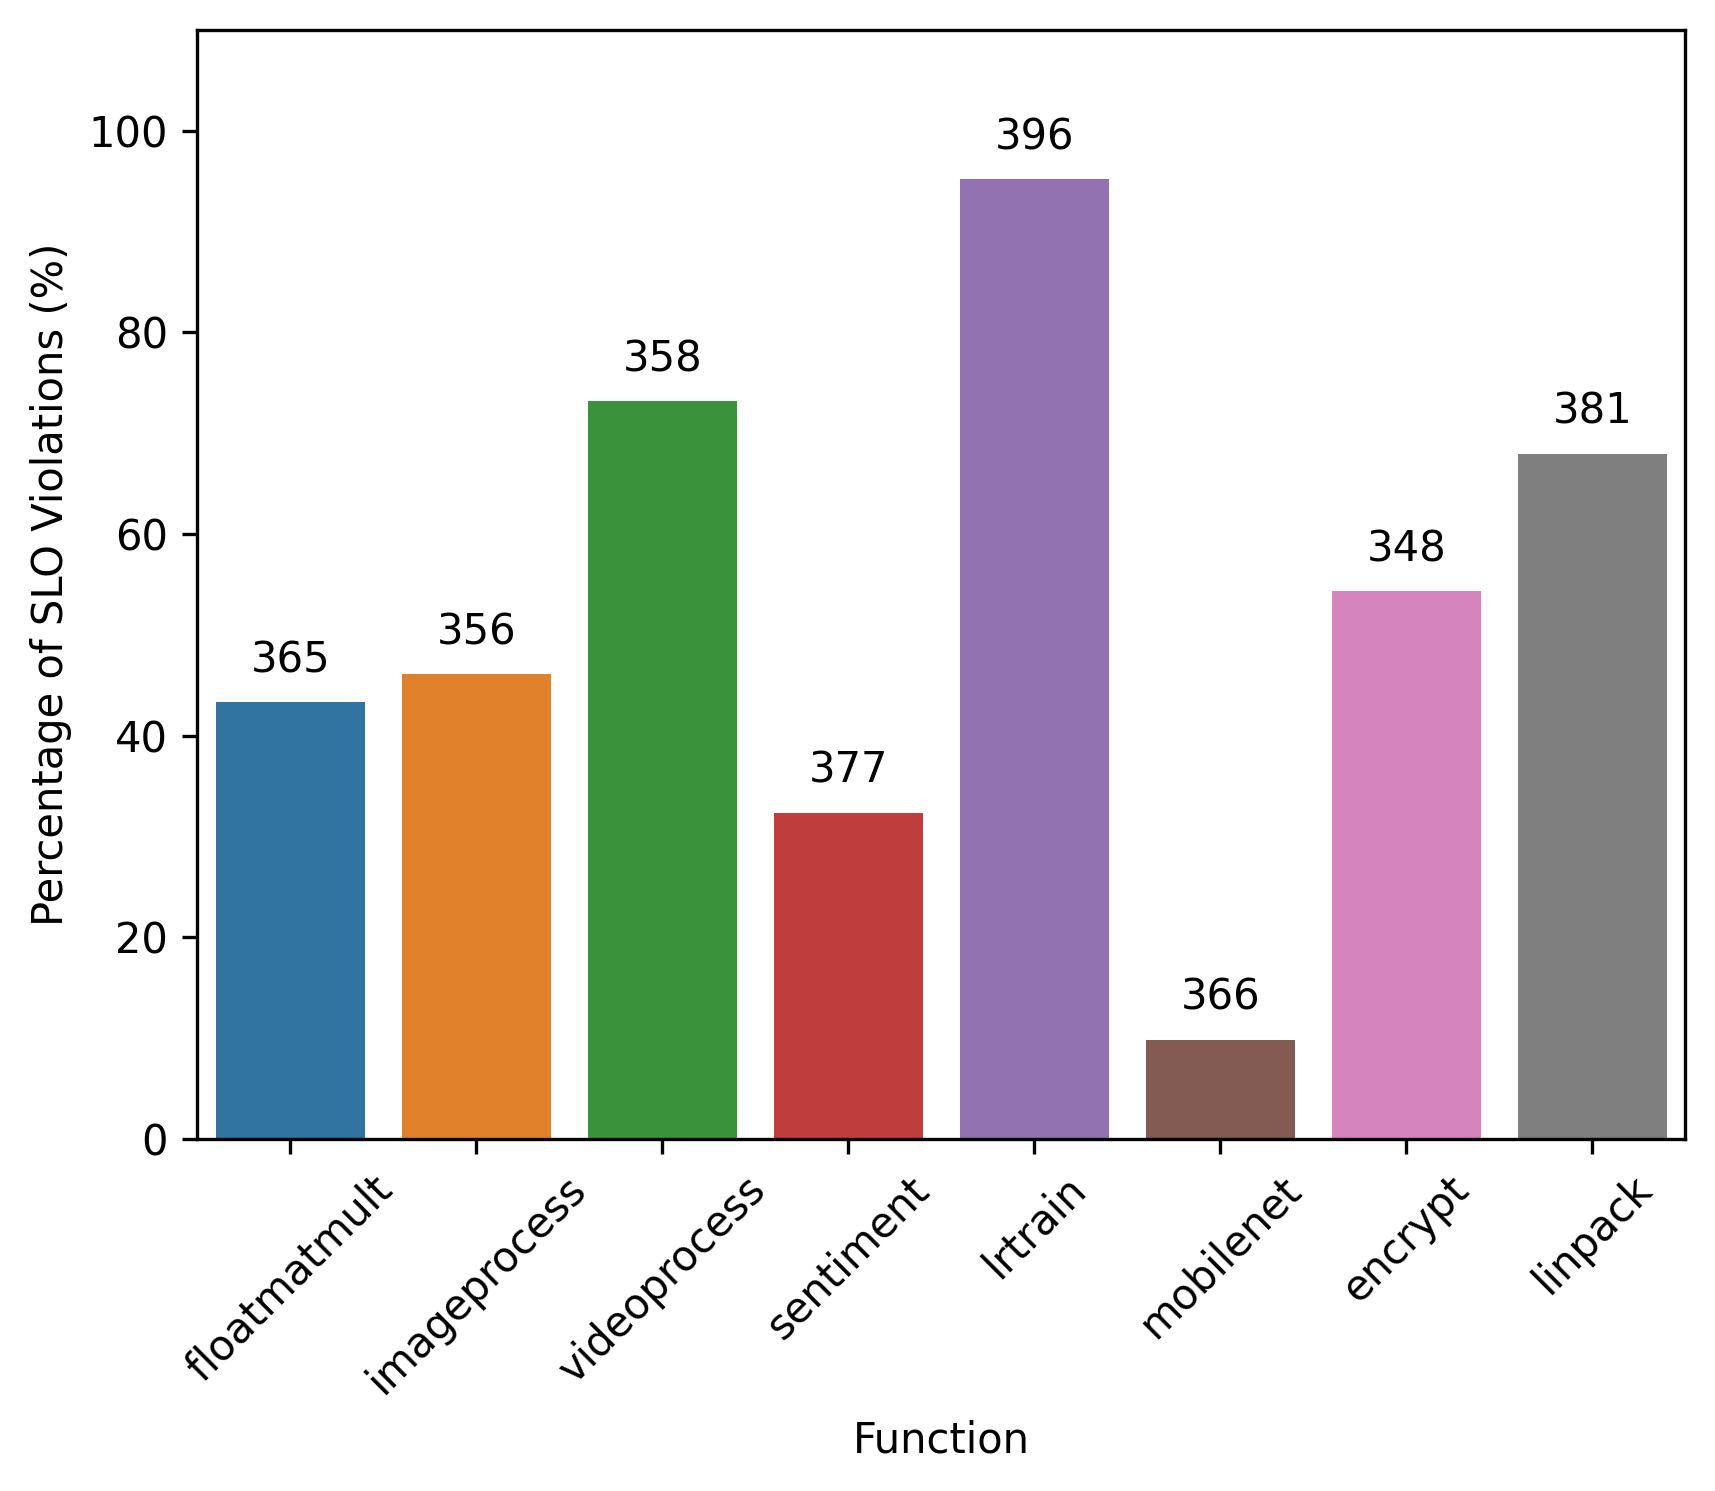 Percentage of SLO Violations (%)
100
80
60
40
20
0
365
356
358
377
396
366
348
381
floatmatmult
imageprocess
videoprocess
sentiment
lrtrain
mobilenet
encrypt
linpack
Function